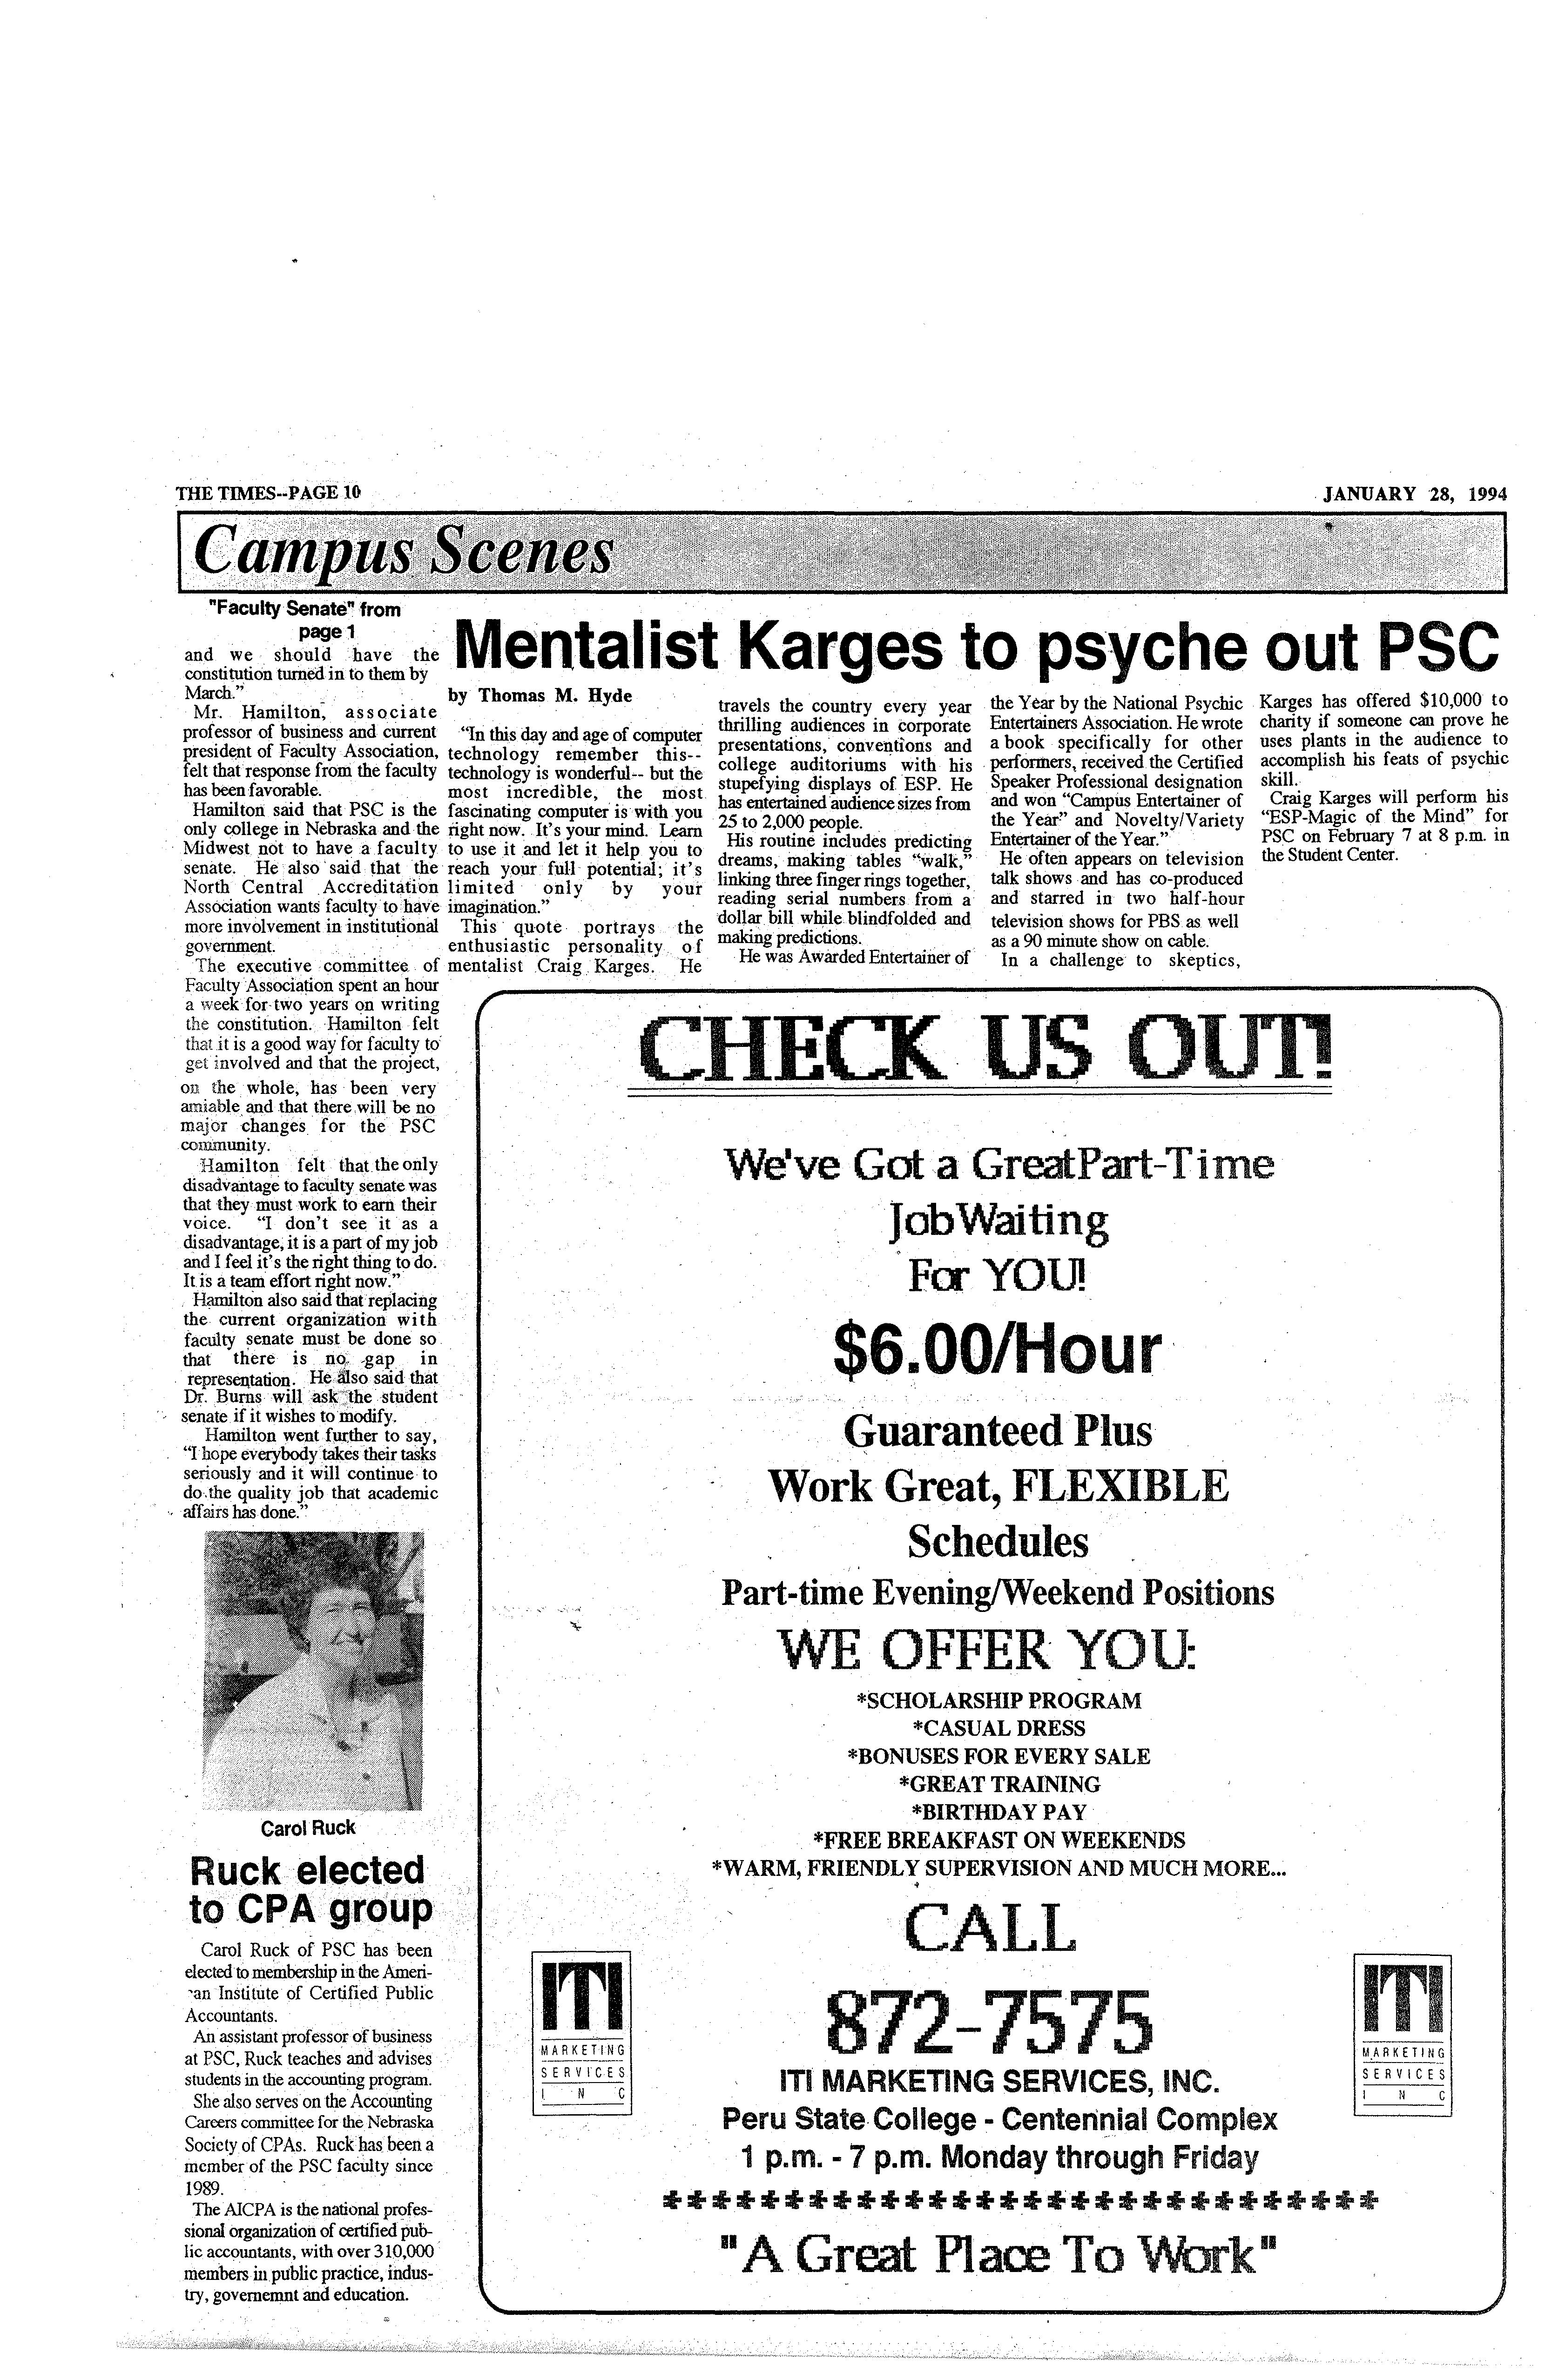 THE TIMES--PAGE 10
JANUARY 28, 1994
Campus Scenes
"Faculty Senate" from
page 1
and we should have the
constitution turned in to them by
March.”
Mr. Hamilton, associate
professor of business and current
president of Faculty Association,
felt that response from the faculty
has been favorable.
Hamilton said that PSC is the
only college in Nebraska and the
Midwest not to have a faculty
senate. He also said that the
North Central Accreditation
Association wants faculty to have
more involvement in institutional
government.
The executive committee of
Faculty Association spent an hour
a week for two years on writing
the constitution. Hamilton felt
that it is a good way for faculty to
get involved and that the project,
on the whole, has been very
amiable and that there will be no
major changes for the PSC
community.
Hamilton felt that the only
disadvantage to faculty senate was
that they must work to earn their
voice. “I don't see it as a
disadvantage, it is a part of my job
and I feel it's the right thing to do.
It is a team effort right now.”
Hamilton also said that replacing
the current organization with
faculty senate must be done so
that there is no gap in
representation. He also said that
Dr. Burns will ask the student
senate if it wishes to modify.
Hamilton went further to say,
“I hope everybody takes their tasks
seriously and it will continue to
do the quality job that academic
affairs has done.”
Carol Ruck
Ruck elected
to CPA group
Carol Ruck of PSC has been
elected to membership in the Ameri-
can Institute of Certified Public
Accountants.
An assistant professor of business
at PSC, Ruck teaches and advises
students in the accounting program.
She also serves on the Accounting
Careers committee for the Nebraska
Society of CPAs. Ruck has been a
member of the PSC faculty since
1989.
The AICPA is the national profes-
sional organization of certified pub-
lic accountants, with over 310,000
members in public practice, indus-
try, governemnt and education.
Mentalist Karges to psyche out PSC
by Thomas M. Hyde
“In this day and age of computer
technology remember this--
technology is wonderful-- but the
most incredible, the most
fascinating computer is with you
right now. It's your mind. Learn
to use it and let it help you to
reach your full potential; it's
limited only by your
imagination.”
This quote portrays the
enthusiastic personality of
mentalist Craig Karges. He
travels the country every year
thrilling audiences in corporate
presentations, conventions and
college auditoriums with his
stupefying displays of ESP. He
has entertained audience sizes from
25 to 2,000 people.
His routine includes predicting
dreams, making tables “walk,”
linking three finger rings together,
reading serial numbers from a
dollar bill while blindfolded and
making predictions.
He was Awarded Entertainer of
the Year by the National Psychic
Entertainers Association. He wrote
a book specifically for other
performers, received the Certified
Speaker Professional designation
and won “Campus Entertainer of
the Year” and Novelty/Variety
Entertainer of the Year.”
He often appears on television
talk shows and has co-produced
and starred in two half-hour
television shows for PBS as well
as a 90 minute show on cable.
In a challenge to skeptics,
Karges has offered $10,000 to
charity if someone can prove he
uses plants in the audience to
accomplish his feats of psychic
skill.
Craig Karges will perform his
“ESP-Magic of the Mind” for
PSC on February 7 at 8 p.m. in
the Student Center.
CHECK US OUT!
We've Got a GreatPart-Time
JobWaiting
For YOU!
$6.00/Hour
Guaranteed Plus
Work Great, FLEXIBLE
Schedules
Part-time Evening/Weekend Positions
WE OFFER YOU:
*SCHOLARSHIP PROGRAM
*CASUAL DRESS
*BONUSES FOR EVERY SALE
*GREAT TRAINING
*BIRTHDAY PAY
*FREE BREAKFAST ON WEEKENDS
*WARM, FRIENDLY SUPERVISION AND MUCH MORE...
CALL
872-7575
ITI MARKETING SERVICES, INC.
Peru State College - Centennial Complex
1 p.m. - 7 p.m. Monday through Friday
******************************
"A Great Place To Work"
ITI
MARKETING
SERVICES
INC
ITI
MARKETING
SERVICES
INC